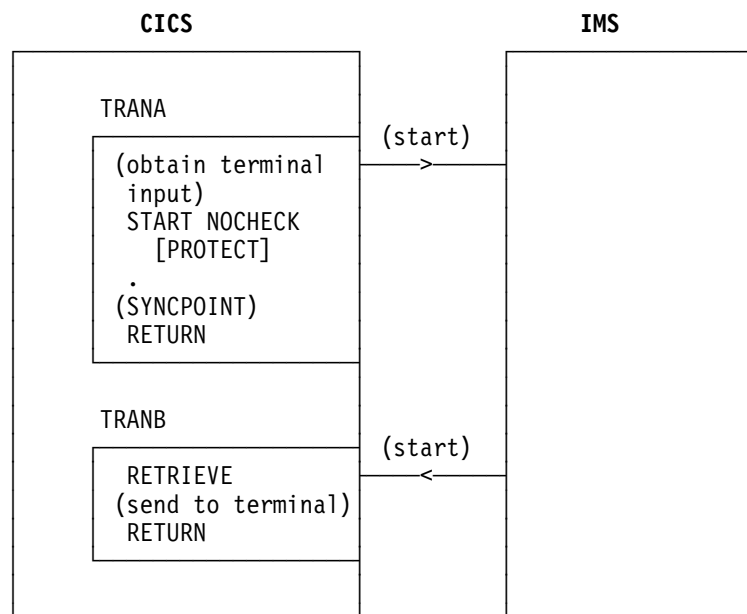 CICS
IMS
TRANA
(start)
>
(obtain terminal
input)
START NOCHECK
[PROTECT]
.
(SYNCPOINT)
RETURN
TRANB
(start)
<
RETRIEVE
(send to terminal)
RETURN